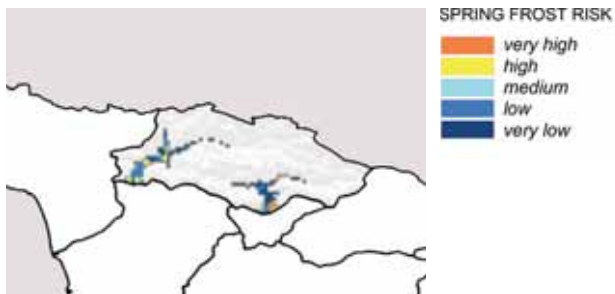 SPRING FROST RISK
very high
high
medium
low
very low